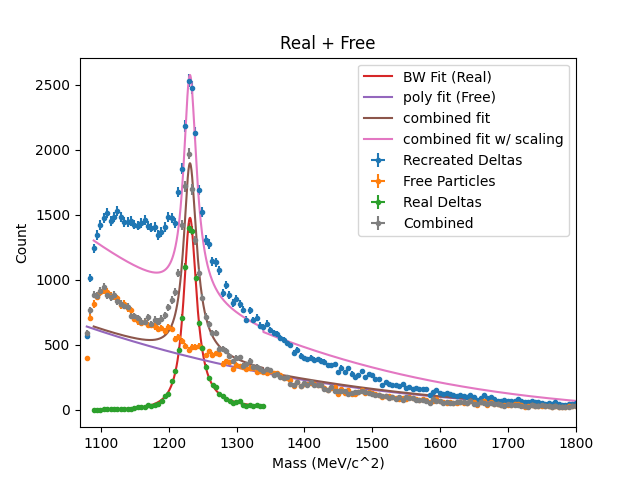 Real + Free
BW Fit (Real)
poly fit (Free)
combined fit
combined fit w/ scaling
Recreated Deltas
Free Particles
Real Deltas
Combined
Count
2500
2000
1500
1000
500
0
1100 1200 1300 1400 1500 1600 1700 1800
Mass (MeV/c^2)